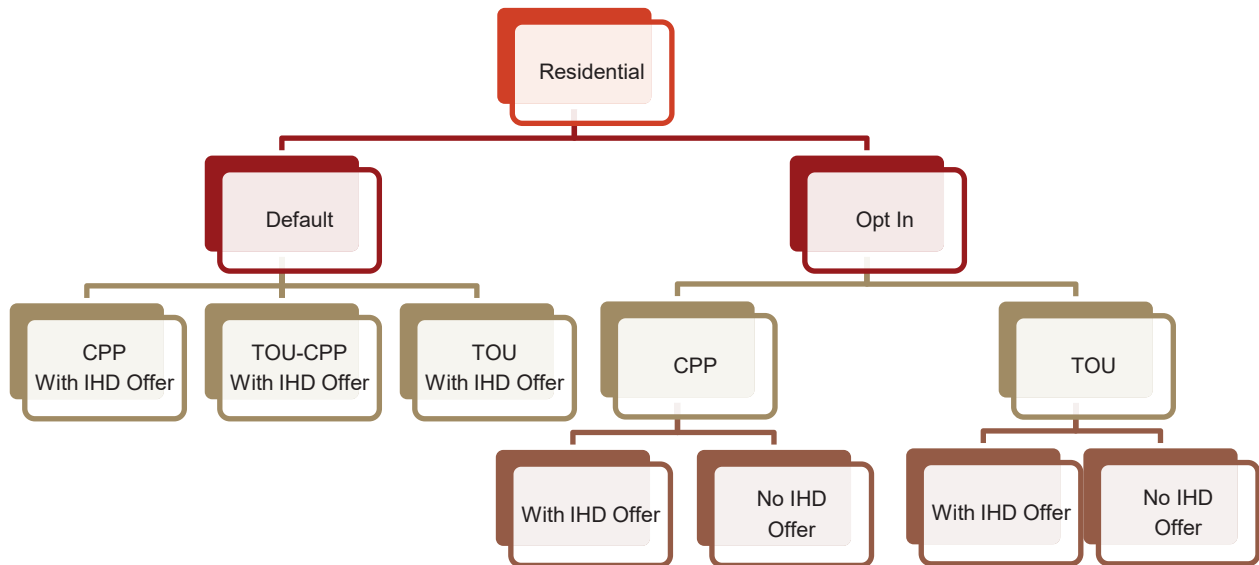 Residential
Default
Opt In
CPP
With IHD Offer
TOU-CPP
With IHD Offer
TOU
With IHD Offer
CPP
TOU
With IHD Offer
No IHD
Offer
With IHD Offer
No IHD
Offer